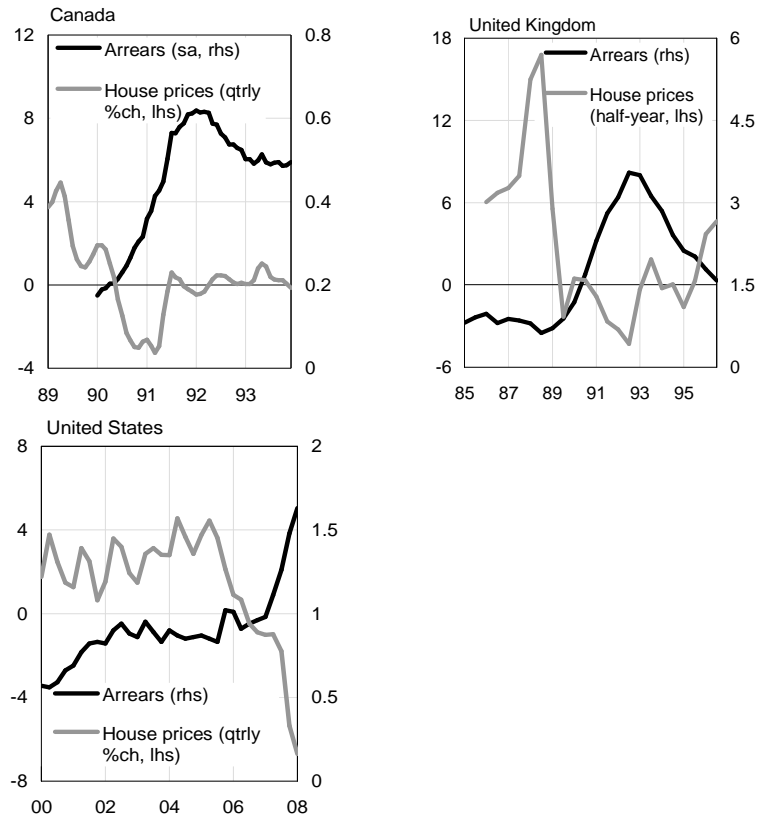 Canada
12
8
4
0
-4
0.8
0.6
0.4
0.2
0
Arrears (sa, rhs)
House prices (qtrly
%ch, lhs)
89 90 91 92 93
United Kingdom
18
12
6
0
-6
6
4.5
3
1.5
0
Arrears (rhs)
House prices
(half-year, lhs)
85 87 89 91 93 95
United States
8
4
0
-4
-8
2
1.5
1
0.5
0
Arrears (rhs)
House prices (qtrly
%ch, lhs)
00 02 04 06 08